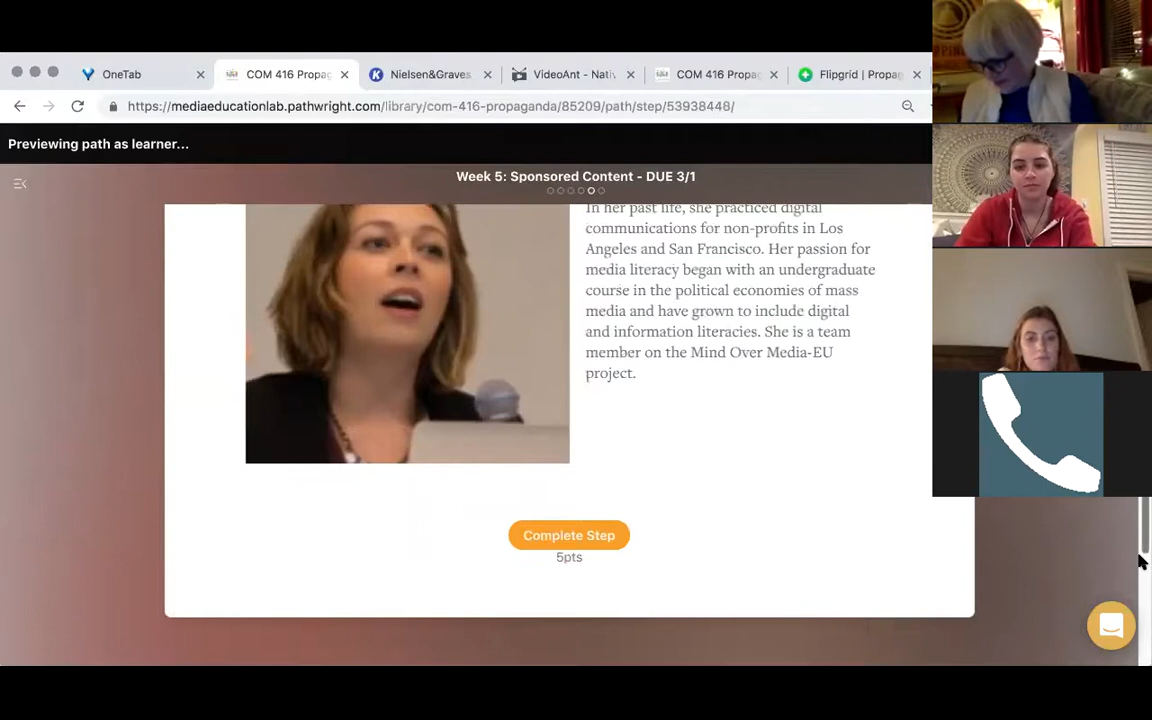 OneTab
COM 416 Propag
Nielsen&Graves.
VideoAnt - Nativ
COM 416 Propag
Flipgrid | Propag
https://mediaeducationlab.pathwright.com/library/com-416-propaganda/85209/path/step/53938448/
Previewing path as learner...
Week 5: Sponsored Content - DUE 3/1
In her past life, she practiced digital
communications for non-profits in Los
Angeles and San Francisco. Her passion for
media literacy began with an undergraduate
course in the political economies of mass
media and have grown to include digital
and information literacies. She is a team
member on the Mind Over Media-EU
project.
Complete Step
5pts